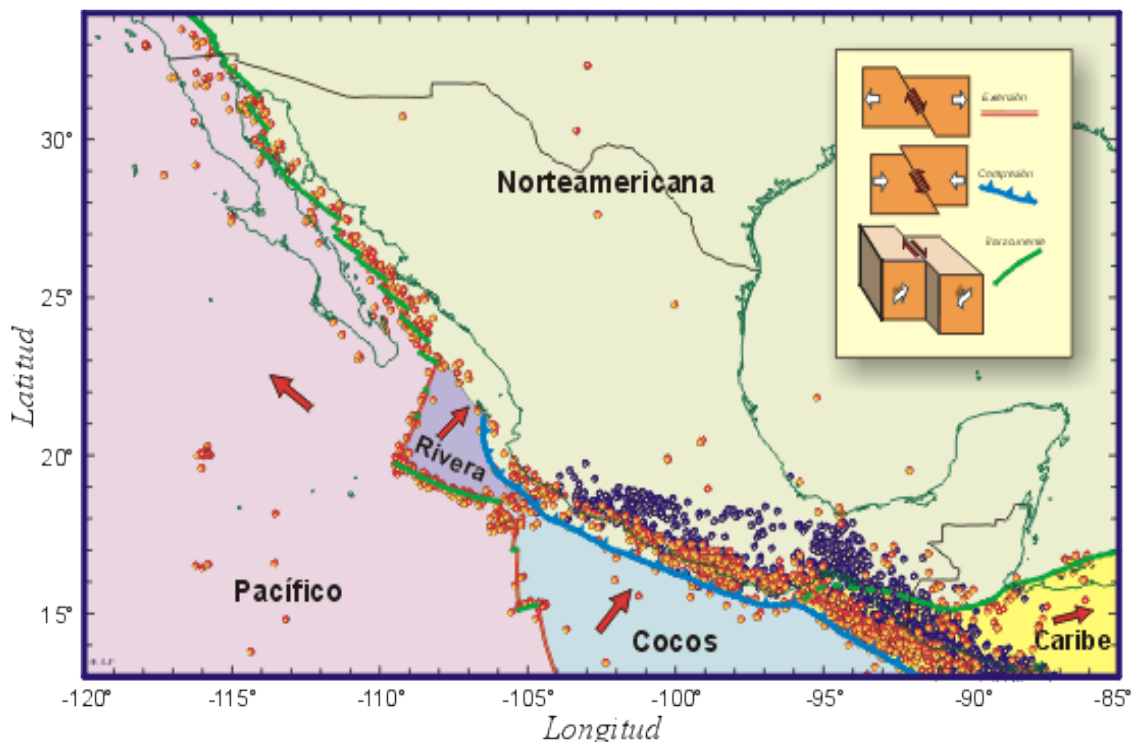 Extensión
Compresión
30°
Norteamericana
25°
Latitud
20°
Rivera
15°
Pacífico
Cocos
Caribe
-120°
-115°
-110°
-105°
-100°
-95°
-90°
-85°
Longitud